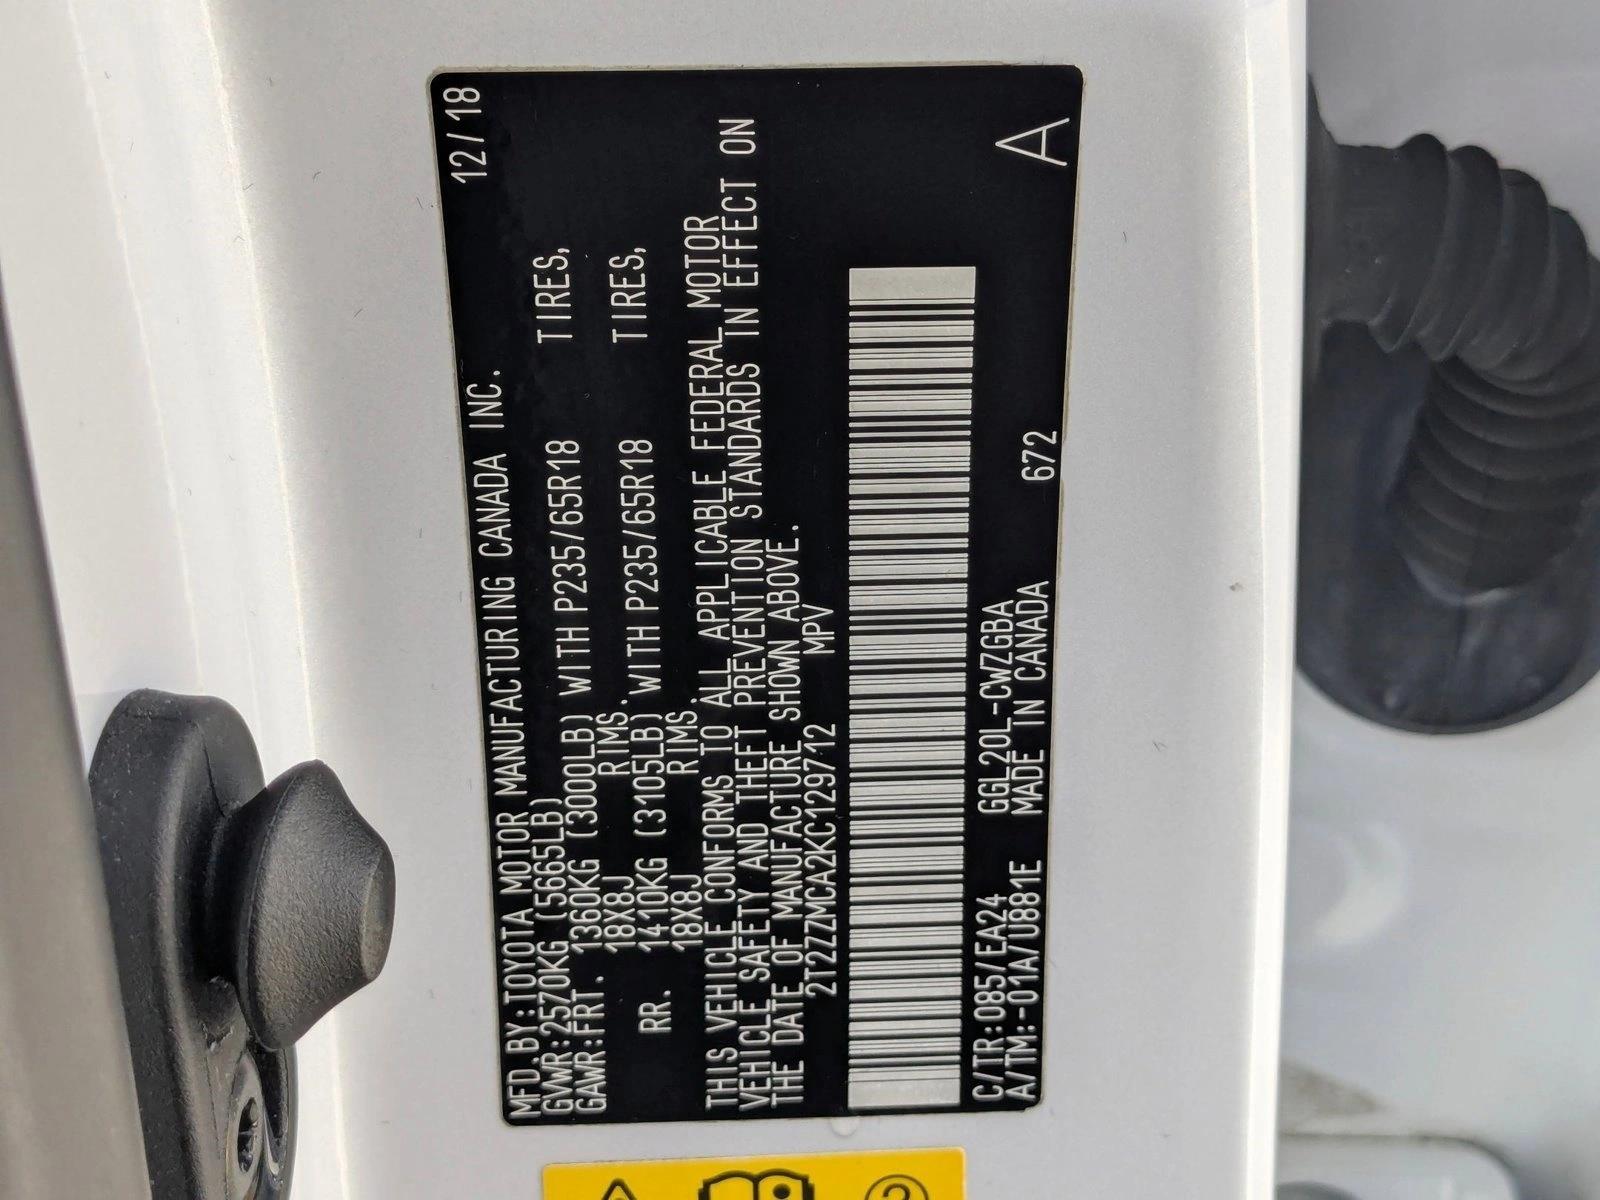 MFD.BY:TOYOTA MOTOR MANUFACTURING CANADA INC. 12/18
GVWR:2570KG (5665LB)
GAWR:FRT. 1360KG (3000LB) WITH P235/65R18 TIRES,
18X8J RIMS.
RR. 1410KG (3105LB) WITH P235/65R18 TIRES,
18X8J RIMS.
THIS VEHICLE CONFORMS TO ALL APPLICABLE FEDERAL MOTOR
VEHICLE SAFETY AND THEFT PREVENTION STANDARDS IN EFFECT ON
THE DATE OF MANUFACTURE SHOWN ABOVE.
2T2ZZMCA2KC129712 MPV
C/TR:085/EA24 GGL20L-CWZGBA 672 A
A/TM:-01A/U881E MADE IN CANADA